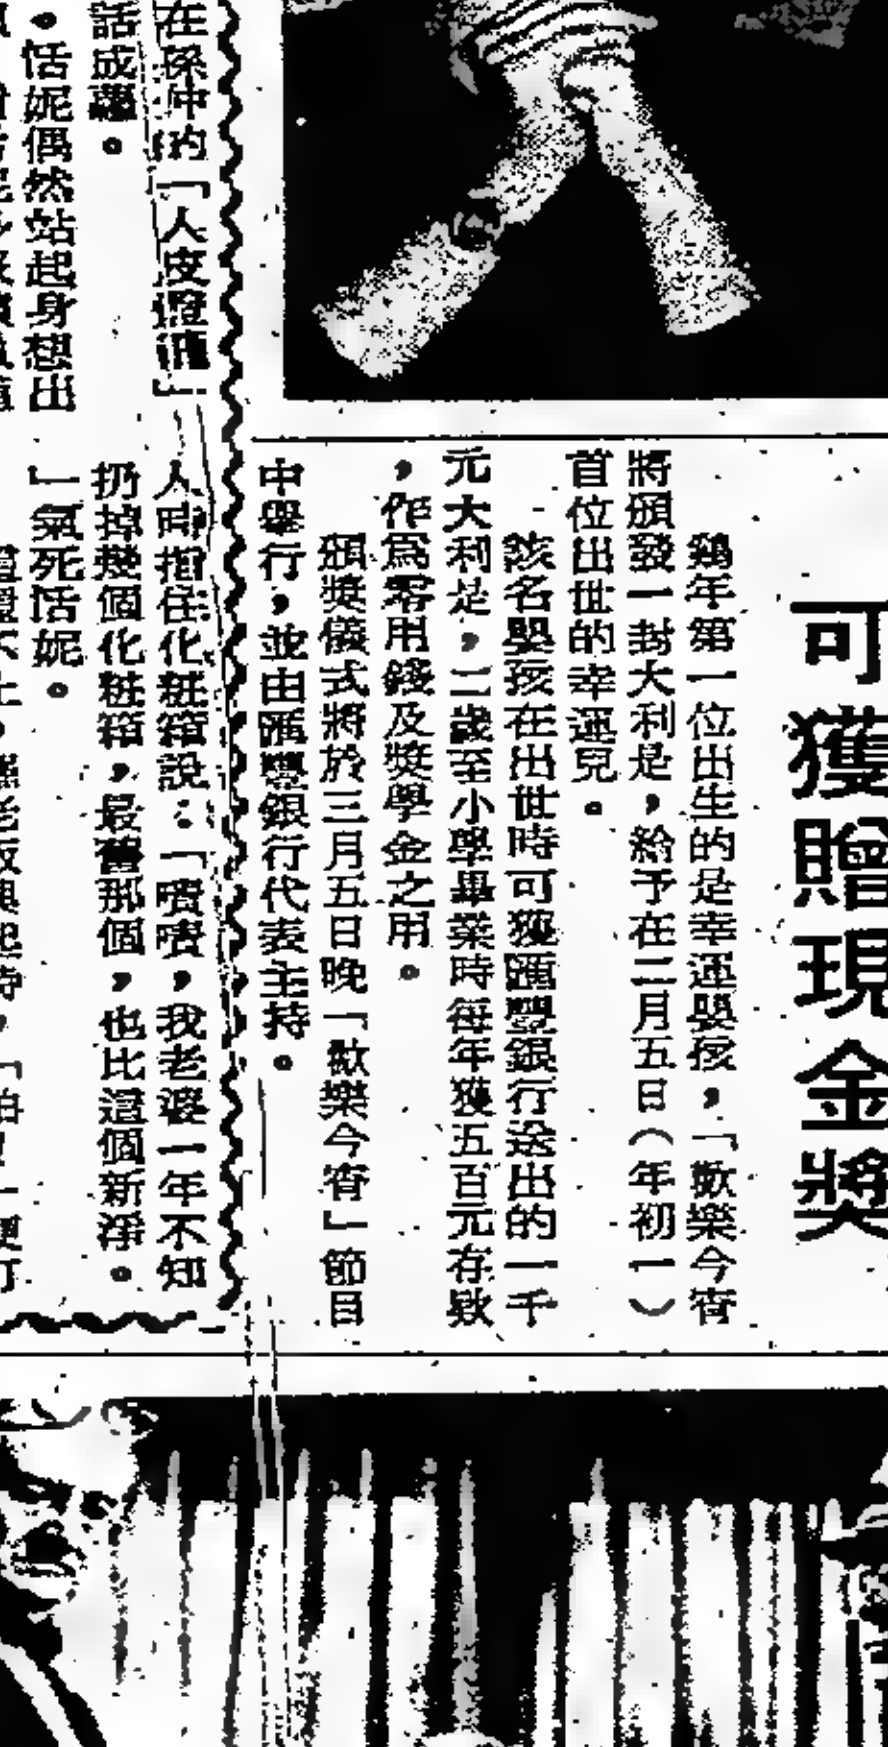 可獲贈現金獎
鷄年第一位出生的是幸運嬰孩，「歡樂今宵
將頒發一封大利是，給予在二月五日（年初一）
首位出世的幸運兒。
該名嬰孩在出世時可獲匯豐銀行送出的一千
元大利是，二歲至小學畢業時每年獲五百元存欵
，作爲零用錢及獎學金之用。
頒獎儀式將於三月五日晚「歡樂今宵」節目
中舉行，並由匯豐銀行代表主持。
在孫仲的「人皮燈籠」
話成讖。
恬妮偶然站起身想出
人時指住化粧箱說：「嘖嘖，我老婆一年不知
扔掉幾個化粧箱，最舊那個，也比這個新淨。
」氣死恬妮。